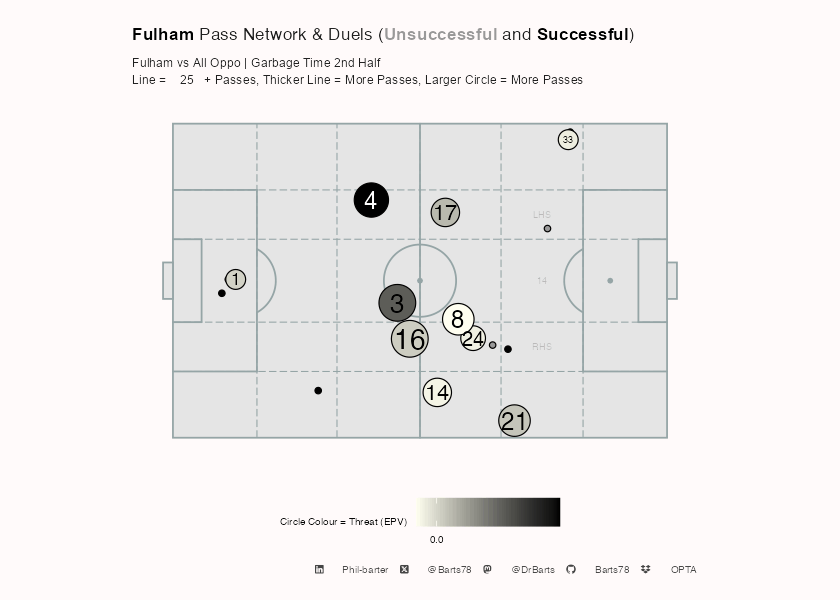 Fulham Pass Network & Duels (Unsuccessful and Successful)
Fulham vs All Oppo | Garbage Time 2nd Half
Line = 25 + Passes, Thicker Line = More Passes, Larger Circle = More Passes
33
4
17
LHS
1
14
3
8
16
24
RHS
14
21
Circle Colour = Threat (EPV)
0.0
Phil-barter @Barts78 @DrBarts Barts78 OPTA